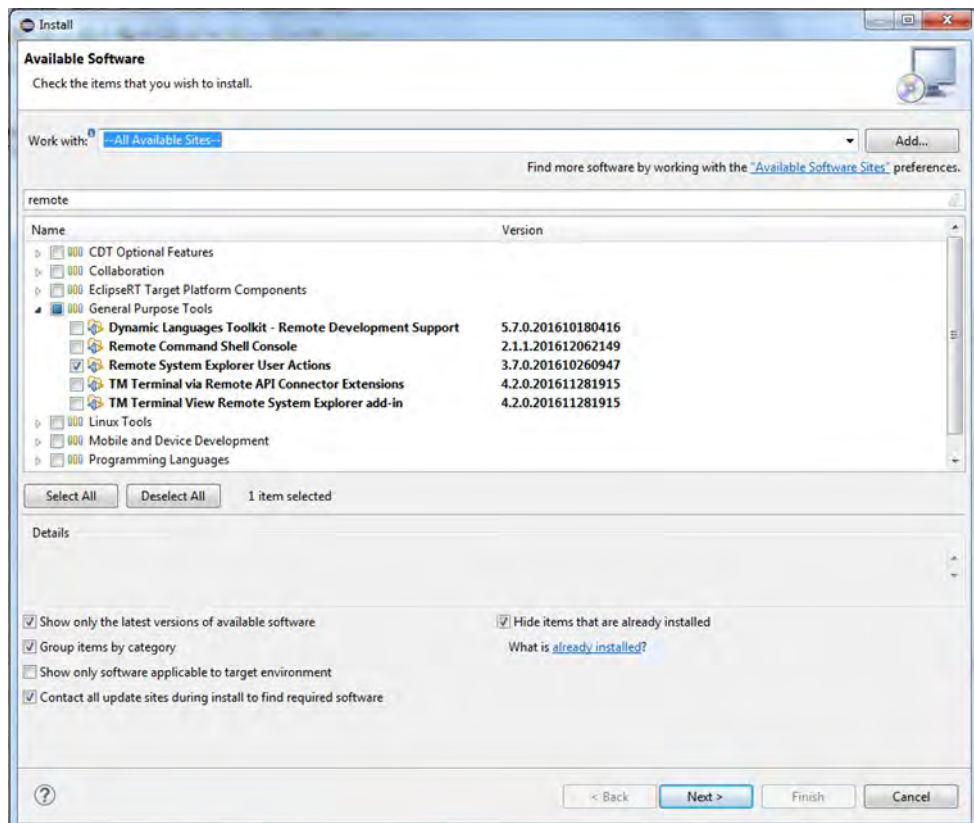 Install
Available Software
Check the items that you wish to install.
Work with: --All Available Sites-- Add...
Find more software by working with the "Available Software Sites" preferences.
remote
Name Version
CDT Optional Features
Collaboration
EclipseRT Target Platform Components
General Purpose Tools
Dynamic Languages Toolkit - Remote Development Support 5.7.0.201610180416
Remote Command Shell Console 2.1.1.201612062149
Remote System Explorer User Actions 3.7.0.201610260947
TM Terminal via Remote API Connector Extensions 4.2.0.201611281915
TM Terminal View Remote System Explorer add-in 4.2.0.201611281915
Linux Tools
Mobile and Device Development
Programming Languages
Select All Deselect All 1 item selected
Details
Show only the latest versions of available software Hide items that are already installed
Group items by category What is already installed?
Show only software applicable to target environment
Contact all update sites during install to find required software
? < Back Next > Finish Cancel